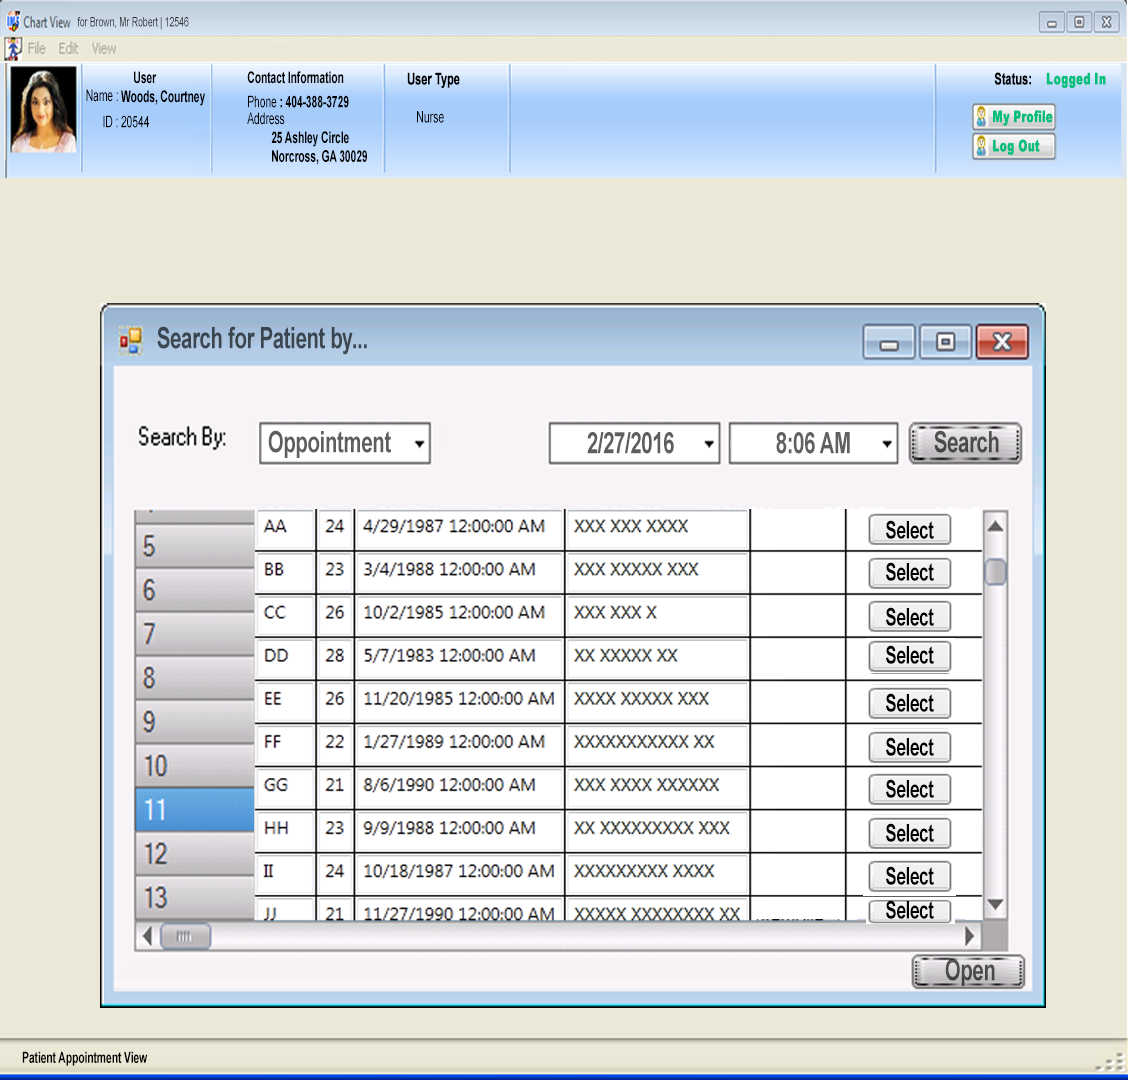 Chart View for Brown, Mr Robert | 12546
File Edit View
User
Name : Woods, Courtney
ID : 20544
Contact Information
Phone : 404-388-3729
Address
25 Ashley Circle
Norcross, GA 30029
User Type
Nurse
Status: Logged In
My Profile
Log Out
Search for Patient by...
Search By: Oppointment 2/27/2016 8:06 AM Search
AA 24 4/29/1987 12:00:00 AM XXX XXX XXXX Select
5
BB 23 3/4/1988 12:00:00 AM XXX XXXXX XXX Select
6
CC 26 10/2/1985 12:00:00 AM XXX XXX X Select
7
DD 28 5/7/1983 12:00:00 AM XX XXXXX XX Select
8
EE 26 11/20/1985 12:00:00 AM XXXX XXXXX XXX Select
9
FF 22 1/27/1989 12:00:00 AM XXXXXXXXXXX XX Select
10
GG 21 8/6/1990 12:00:00 AM XXX XXXX XXXXXX Select
11
HH 23 9/9/1988 12:00:00 AM XX XXXXXXXXX XXX Select
12
II 24 10/18/1987 12:00:00 AM XXXXXXXXX XXXX Select
13
JJ 21 11/27/1990 12:00:00 AM XXXXX XXXXXXXX XX Select
Open
Patient Appointment View